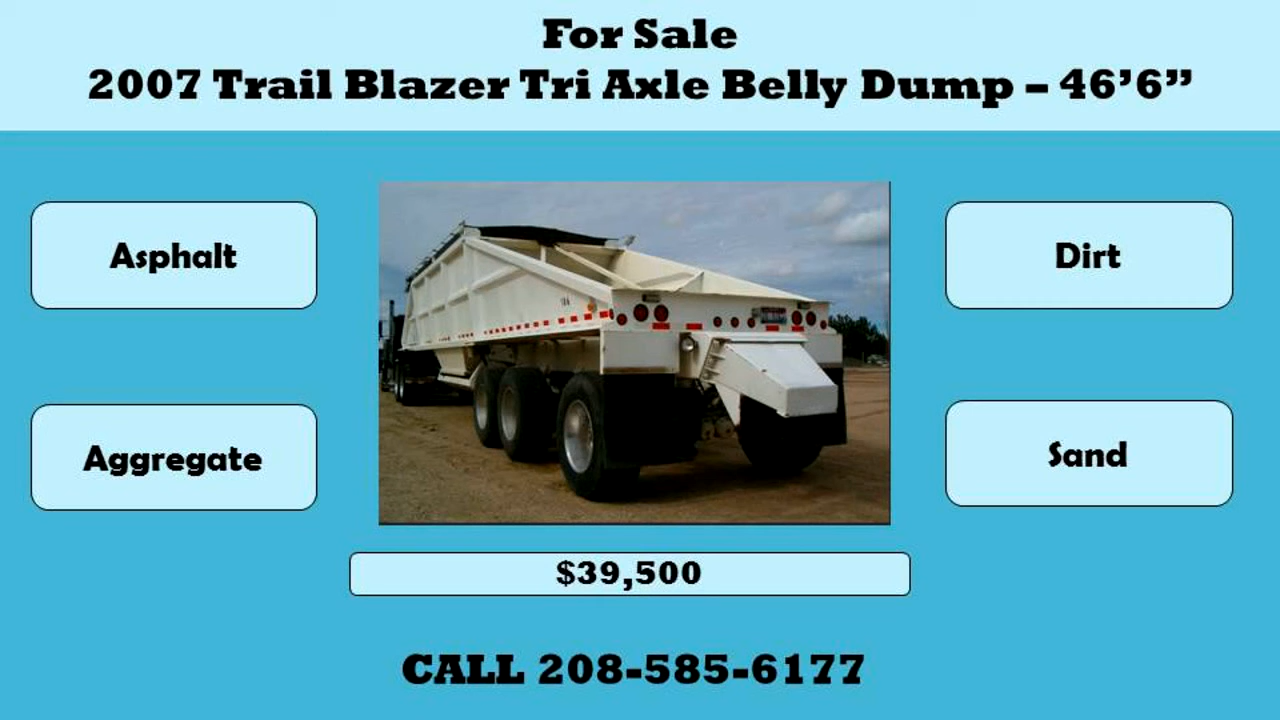 For Sale
2007 Trail Blazer Tri Axle Belly Dump – 46’6”
Asphalt
Dirt
Aggregate
Sand
$39,500
CALL 208-585-6177